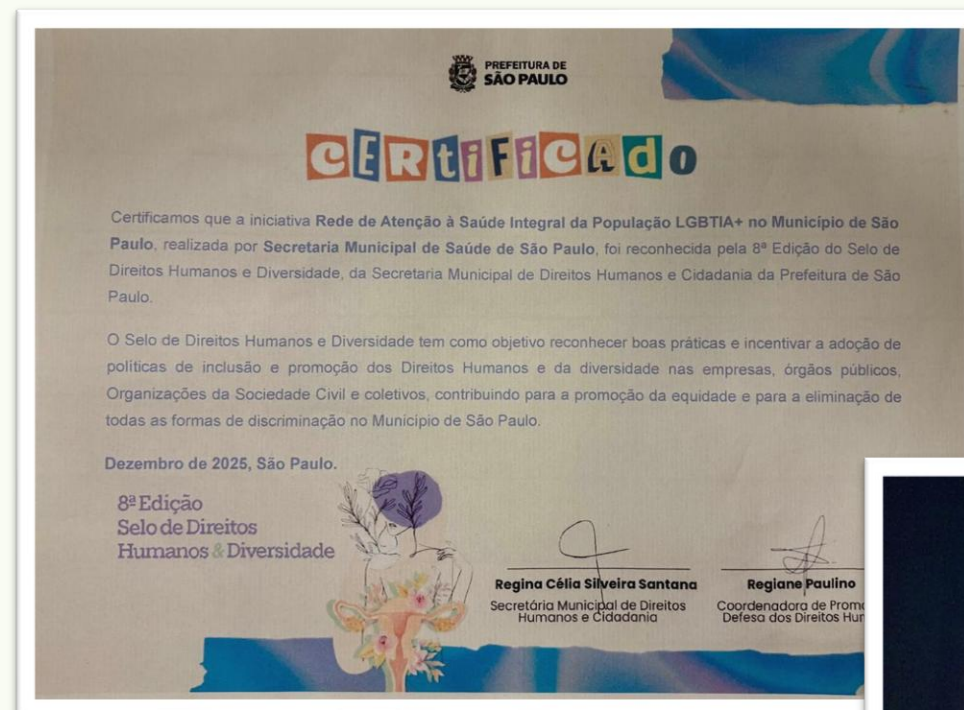 PREFEITURA DE
SÃO PAULO
CERtiFiCAdo
Certificamos que a iniciativa Rede de Atenção à Saúde Integral da População LGBTIA+ no Município de São
Paulo, realizada por Secretaria Municipal de Saúde de São Paulo, foi reconhecida pela 8ª Edição do Selo de
Direitos Humanos e Diversidade, da Secretaria Municipal de Direitos Humanos e Cidadania da Prefeitura de São
Paulo.
O Selo de Direitos Humanos e Diversidade tem como objetivo reconhecer boas práticas e incentivar a adoção de
políticas de inclusão e promoção dos Direitos Humanos e da diversidade nas empresas, órgãos públicos,
Organizações da Sociedade Civil e coletivos, contribuindo para a promoção da equidade e para a eliminação de
todas as formas de discriminação no Município de São Paulo.
Dezembro de 2025, São Paulo.
8ª Edição
Selo de Direitos
Humanos & Diversidade
Regina Célia Silveira Santana
Secretária Municipal de Direitos
Humanos e Cidadania
Regiane Paulino
Coordenadora de
Defesa dos Direitos